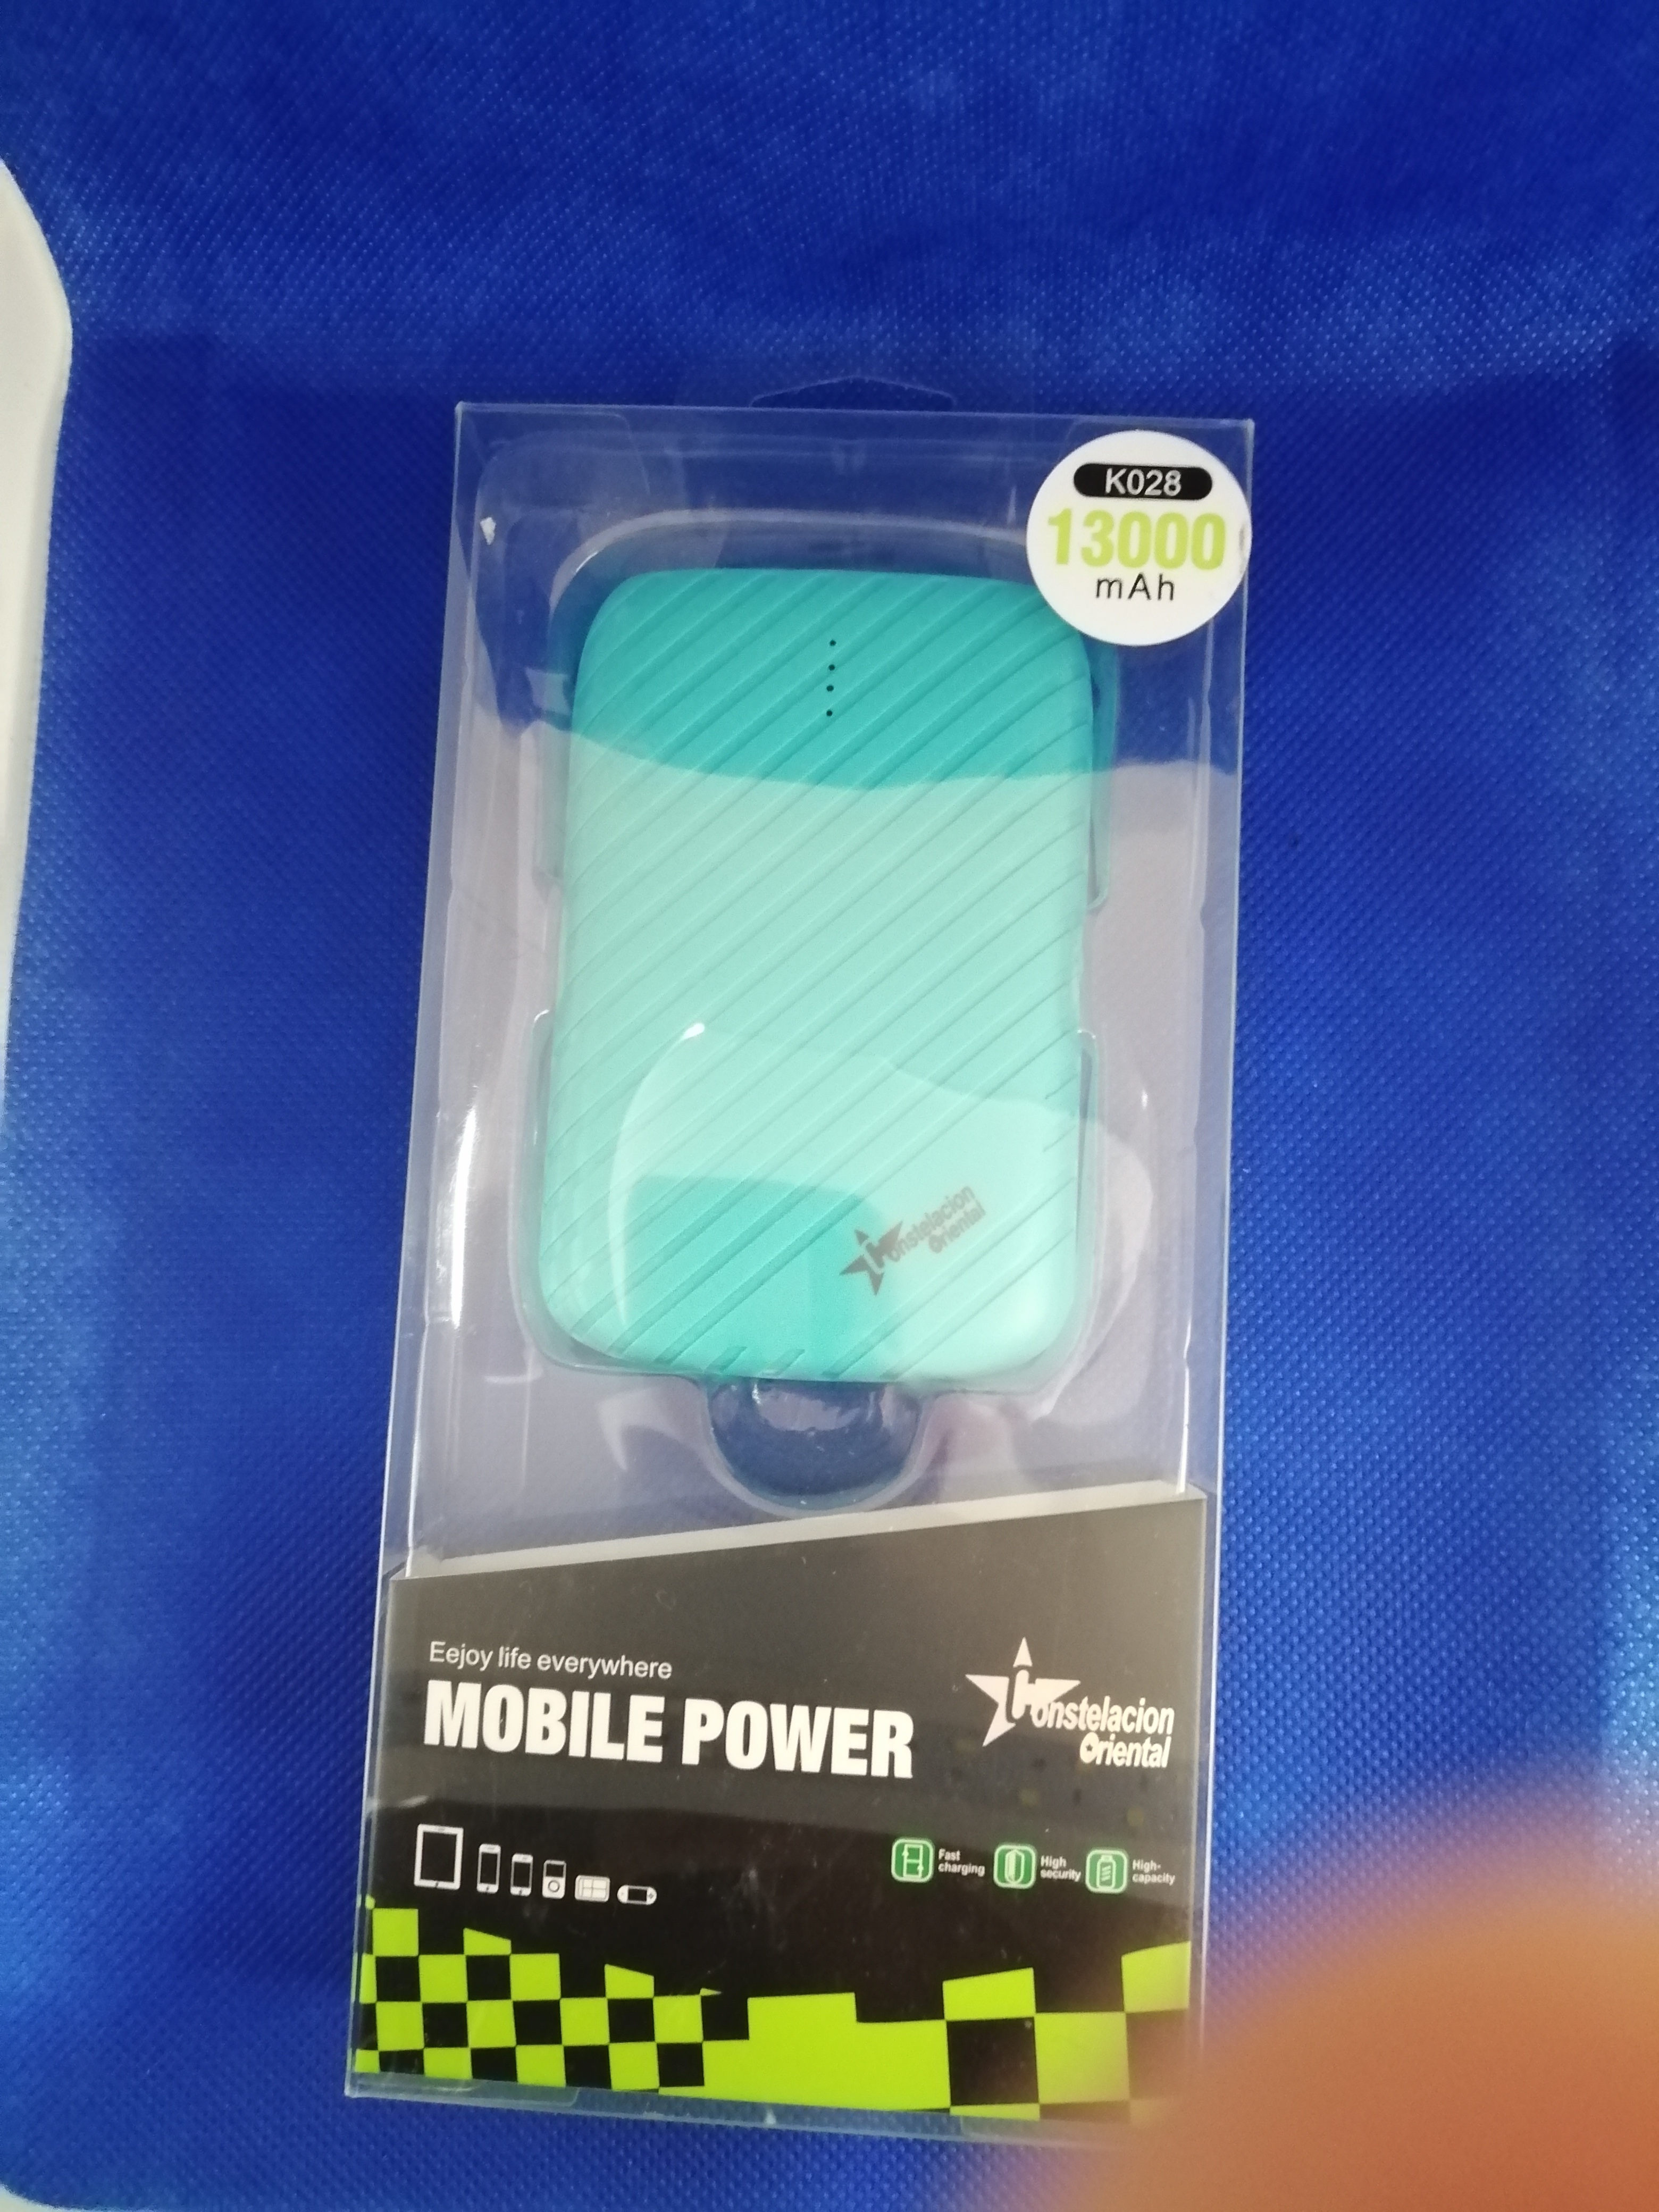 K028
13000
mAh
Constelacion
Oriental
Eejoy life everywhere
MOBILE POWER
Constelacion
Oriental
Fast
charging
High
security
High-
capacity